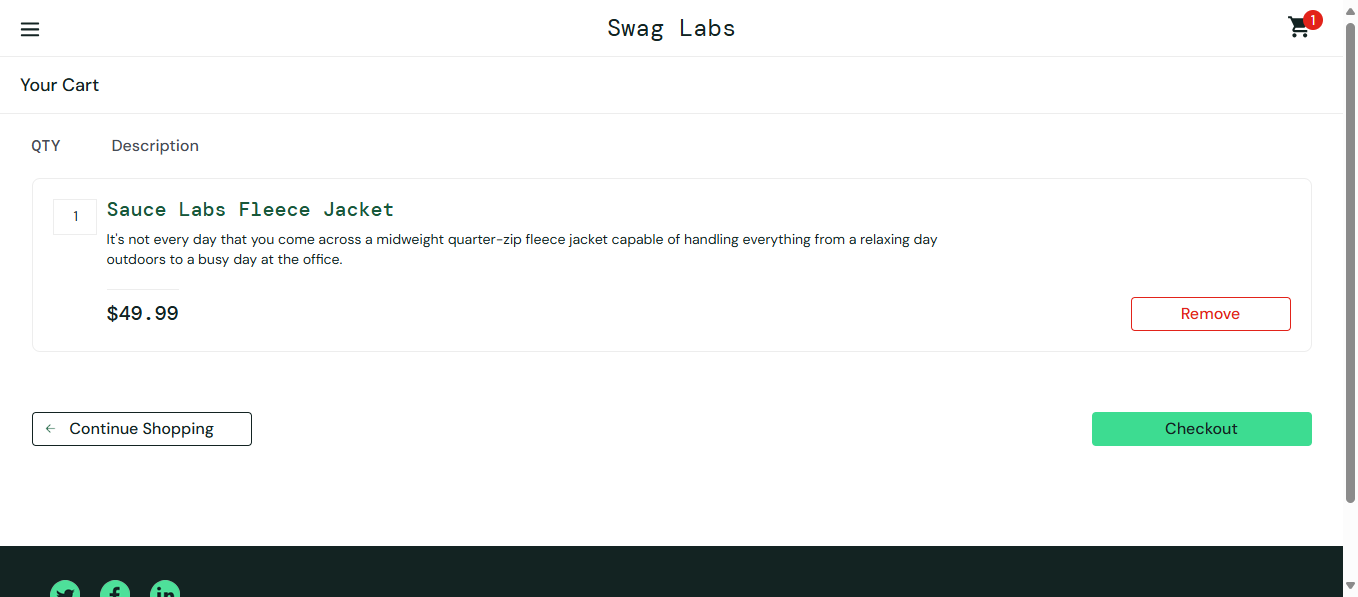 Swag Labs
1
Your Cart
QTY Description
1
Sauce Labs Fleece Jacket
It's not every day that you come across a midweight quarter-zip fleece jacket capable of handling everything from a relaxing day
outdoors to a busy day at the office.
$49.99
Remove
Continue Shopping
Checkout